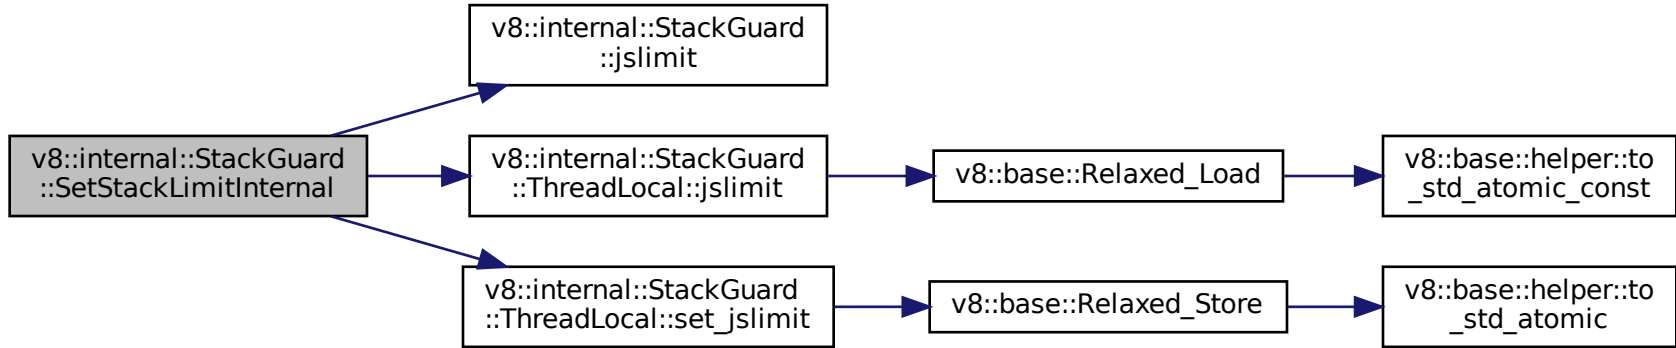 v8::internal::StackGuard
::jslimit
v8::internal::StackGuard
::SetStackLimitInternal
v8::internal::StackGuard
::ThreadLocal::jslimit
v8::base::Relaxed_Load
v8::base::helper::to
_std_atomic_const
v8::internal::StackGuard
::ThreadLocal::set_jslimit
v8::base::Relaxed_Store
v8::base::helper::to
_std_atomic